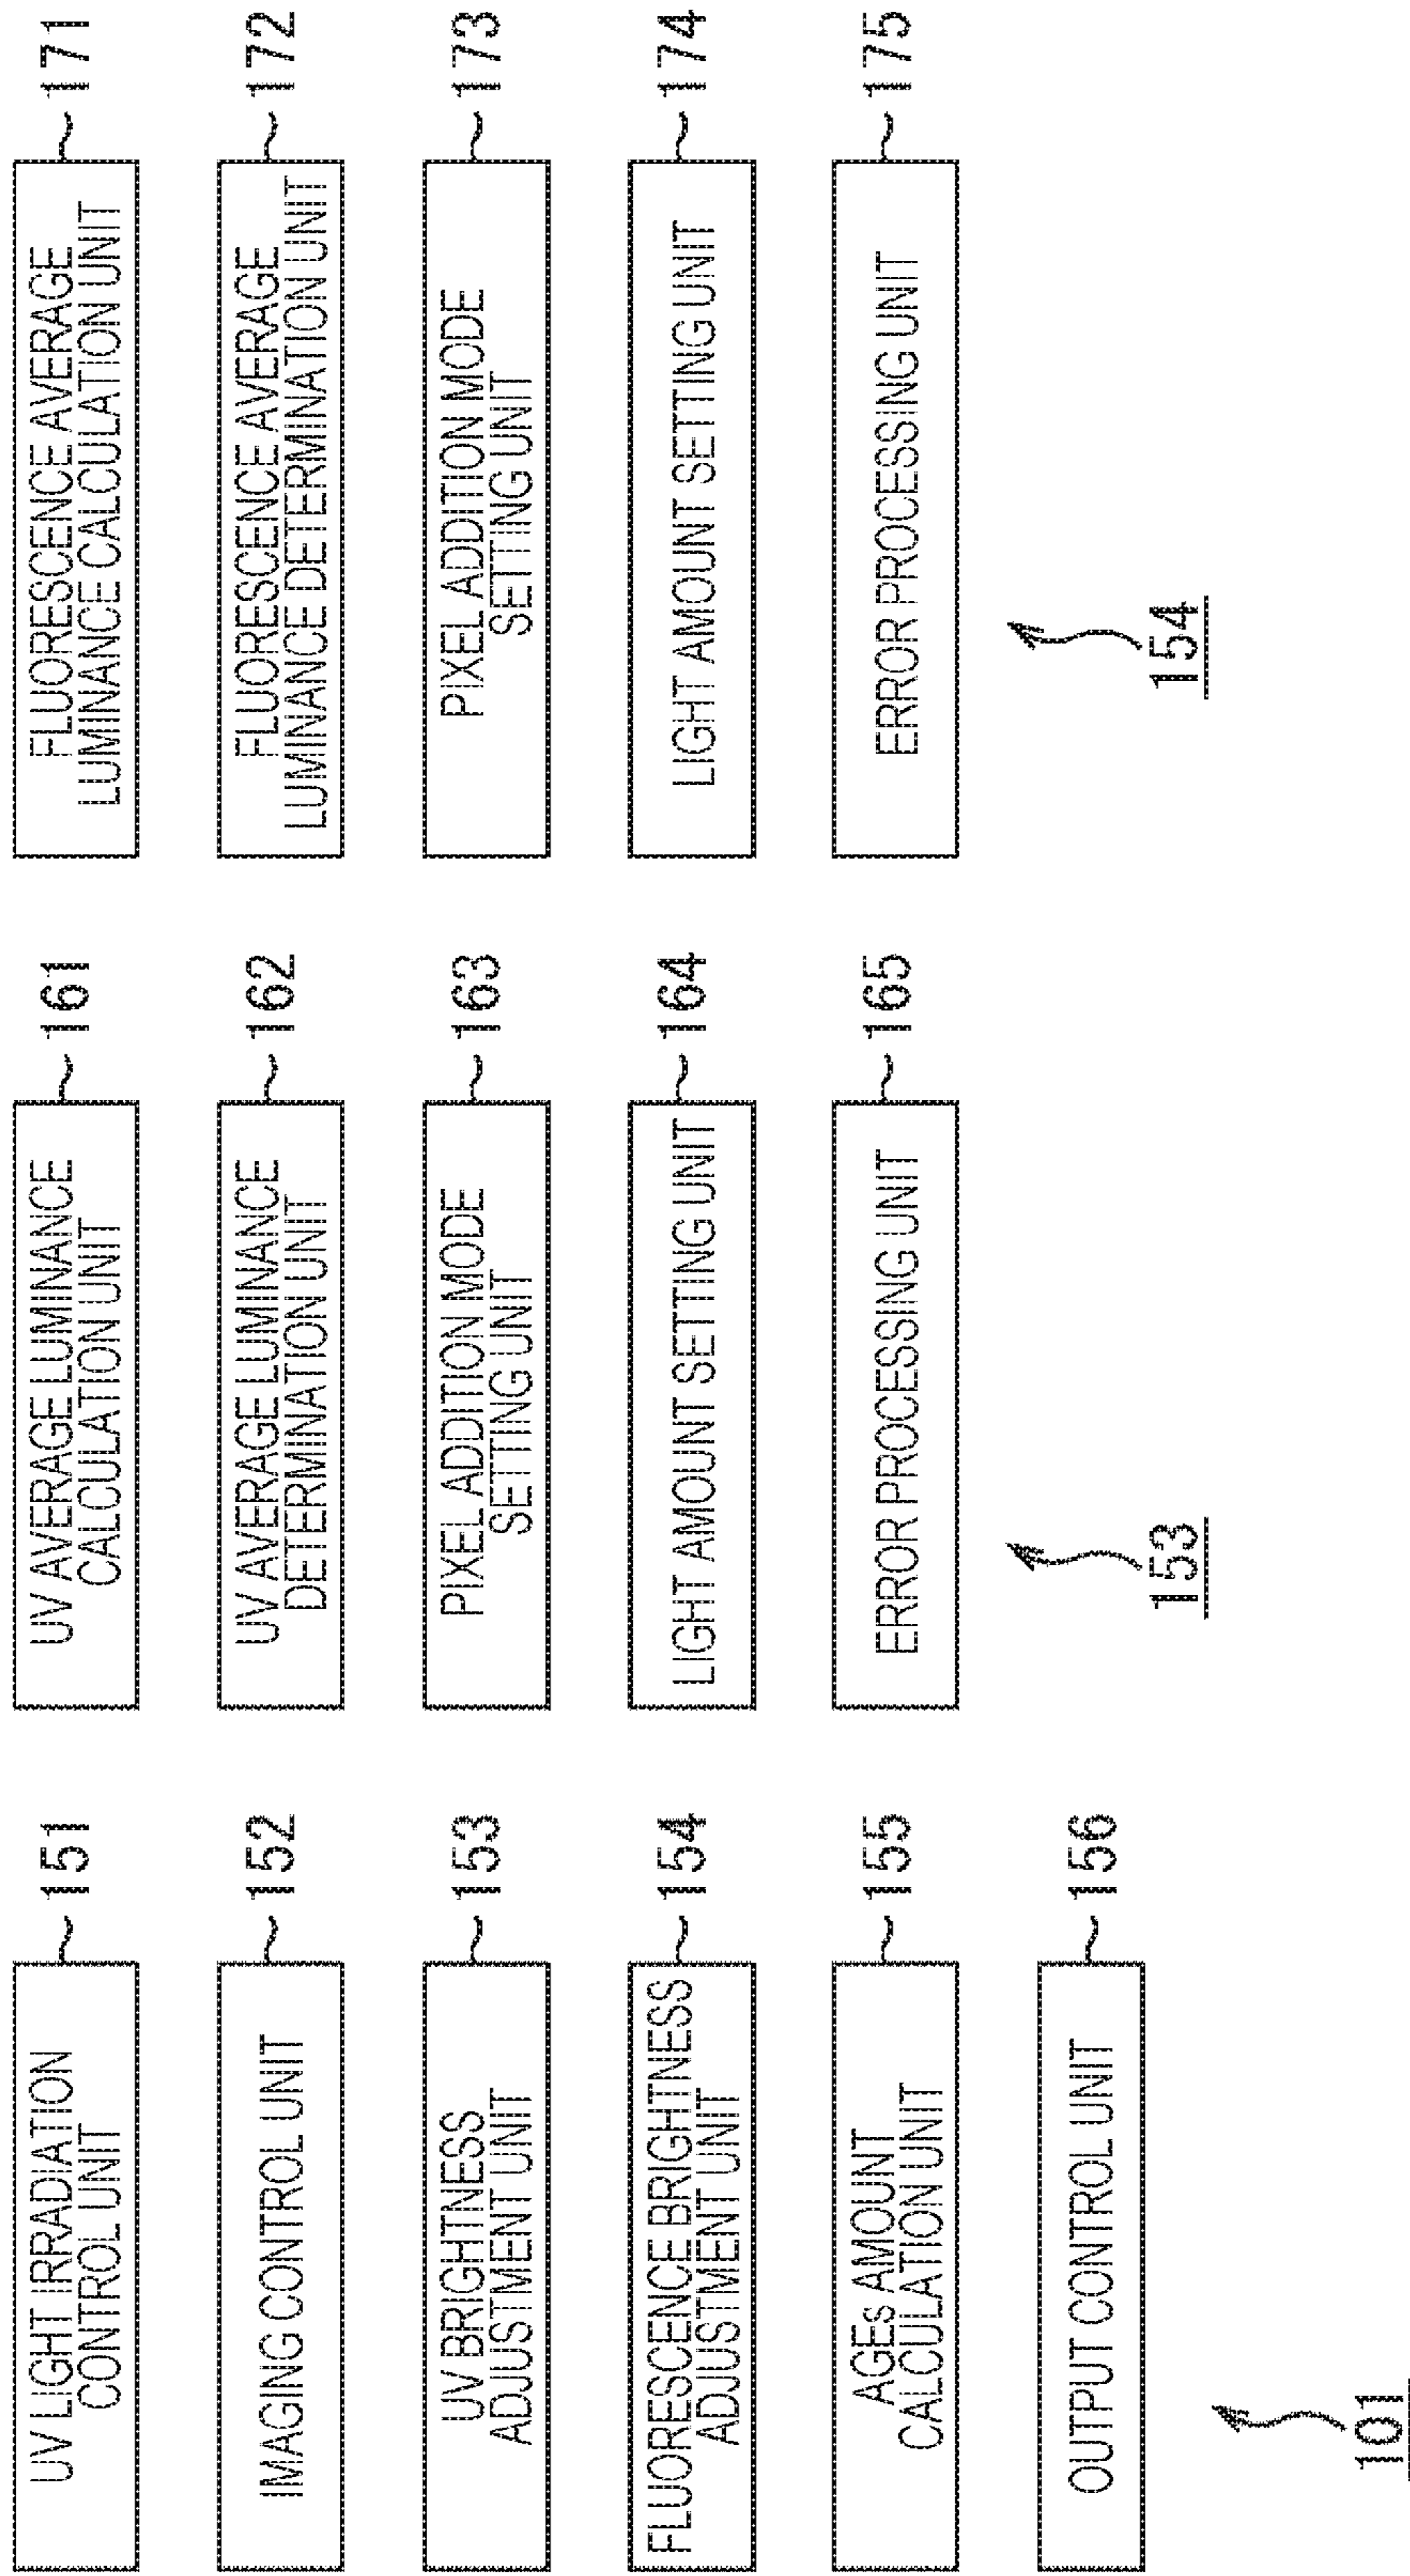 UV LIGHT IRRADIATION
CONTROL UNIT
151
IMAGING CONTROL UNIT
152
UV BRIGHTNESS
ADJUSTMENT UNIT
153
FLUORESCENCE BRIGHTNESS
ADJUSTMENT UNIT
154
AGEs AMOUNT
CALCULATION UNIT
155
OUTPUT CONTROL UNIT
156
101
UV AVERAGE LUMINANCE
CALCULATION UNIT
161
UV AVERAGE LUMINANCE
DETERMINATION UNIT
162
PIXEL ADDITION MODE
SETTING UNIT
163
LIGHT AMOUNT SETTING UNIT
164
ERROR PROCESSING UNIT
165
153
FLUORESCENCE AVERAGE
LUMINANCE CALCULATION UNIT
171
FLUORESCENCE AVERAGE
LUMINANCE DETERMINATION UNIT
172
PIXEL ADDITION MODE
SETTING UNIT
173
LIGHT AMOUNT SETTING UNIT
174
ERROR PROCESSING UNIT
175
154